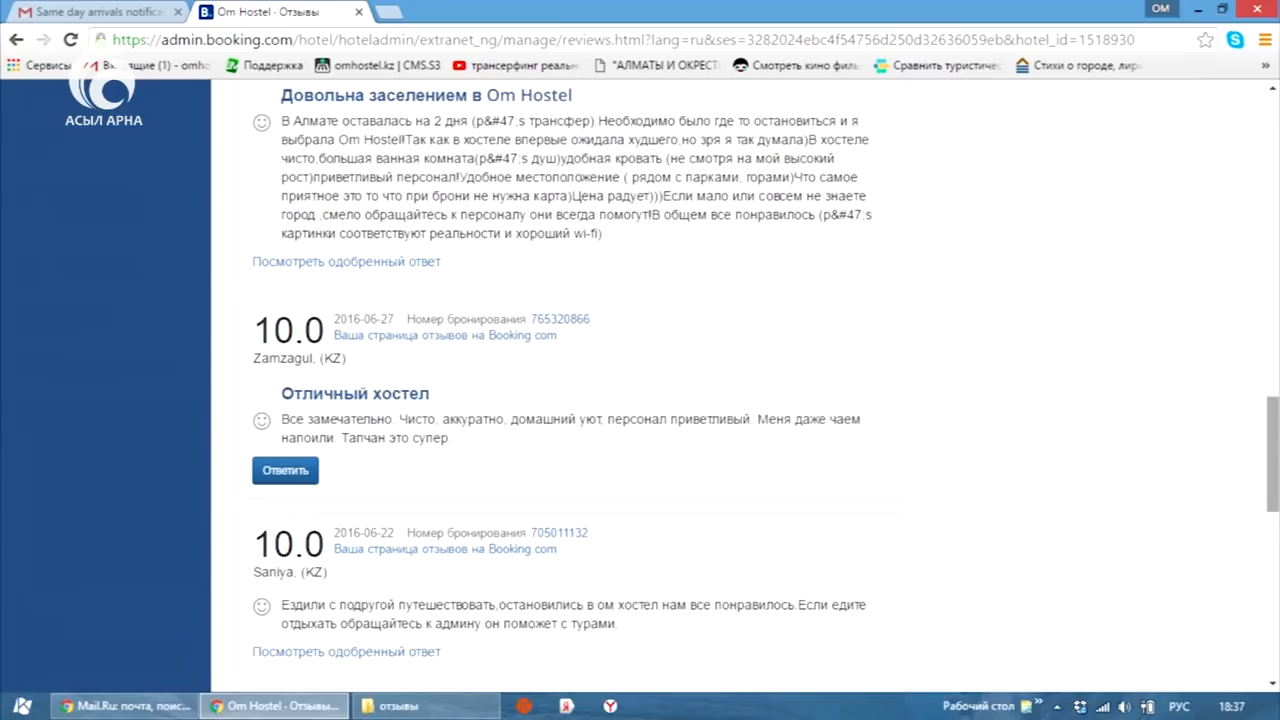 Same day arrivals notifica
Om Hostel - Отзывы
OM
https://admin.booking.com/hotel/hoteladmin/extranet_ng/manage/reviews.html?lang=ru&ses=3282024ebc4f54756d250d32636059eb&hotel_id=1518930
Сервисы
Входящие (1) - omho
Поддержка
omhostel.kz | CMS.S3
трансерфинг реальн
"АЛМАТЫ И ОКРЕСТ
Смотреть кино фил
Сравнить туристичес
Стихи о городе, лир
»
АСЫЛ АРНА
Довольна заселением в Om Hostel
В Алмате оставалась на 2 дня (р&#47;s трансфер).Необходимо было где то остановиться и я
выбрала Om Hostel!Так как в хостеле впервые ожидала худшего,но зря я так думала)В хостеле
чисто,большая ванная комната(р&#47;s душ)удобная кровать (не смотря на мой высокий
рост)приветливый персонал!Удобное местоположение ( рядом с парками, горами)Что самое
приятное это то что при брони не нужна карта)Цена радует)))Если мало или совсем не знаете
город ,смело обращайтесь к персоналу они всегда помогут!В общем все понравилось (р&#47;s
картинки соответствуют реальности и хороший wi-fi)
Посмотреть одобренный ответ
10.0
2016-06-27 Номер бронирования 765320866
Ваша страница отзывов на Booking.com
Zamzagul, (KZ)
Отличный хостел
Все замечательно. Чисто, аккуратно, домашний уют, персонал приветливый. Меня даже чаем
напоили. Тапчан это супер.
Ответить
10.0
2016-06-22 Номер бронирования 705011132
Ваша страница отзывов на Booking.com
Saniya, (KZ)
Ездили с подругой путешествовать,остановились в ом хостел нам все понравилось.Если едите
отдыхать обращайтесь к админу он поможет с турами.
Посмотреть одобренный ответ
Mail.Ru: почта, поис...
Om Hostel - Отзывы...
отзывы
Рабочий стол
»
РУС
18:37